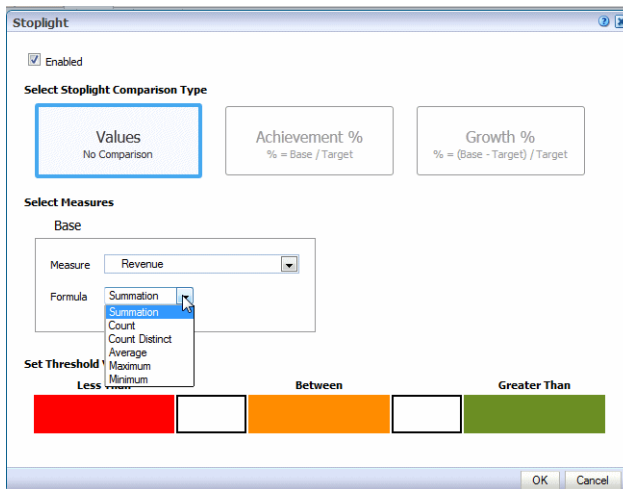 Stoplight
Enabled
Select Stoplight Comparison Type
Values
No Comparison
Achievement %
% = Base / Target
Growth %
% = (Base - Target) / Target
Select Measures
Base
Measure Revenue
Formula Summation
Summation
Count
Count Distinct
Average
Maximum
Minimum
Set Threshold
Less Than Between Greater Than
OK Cancel